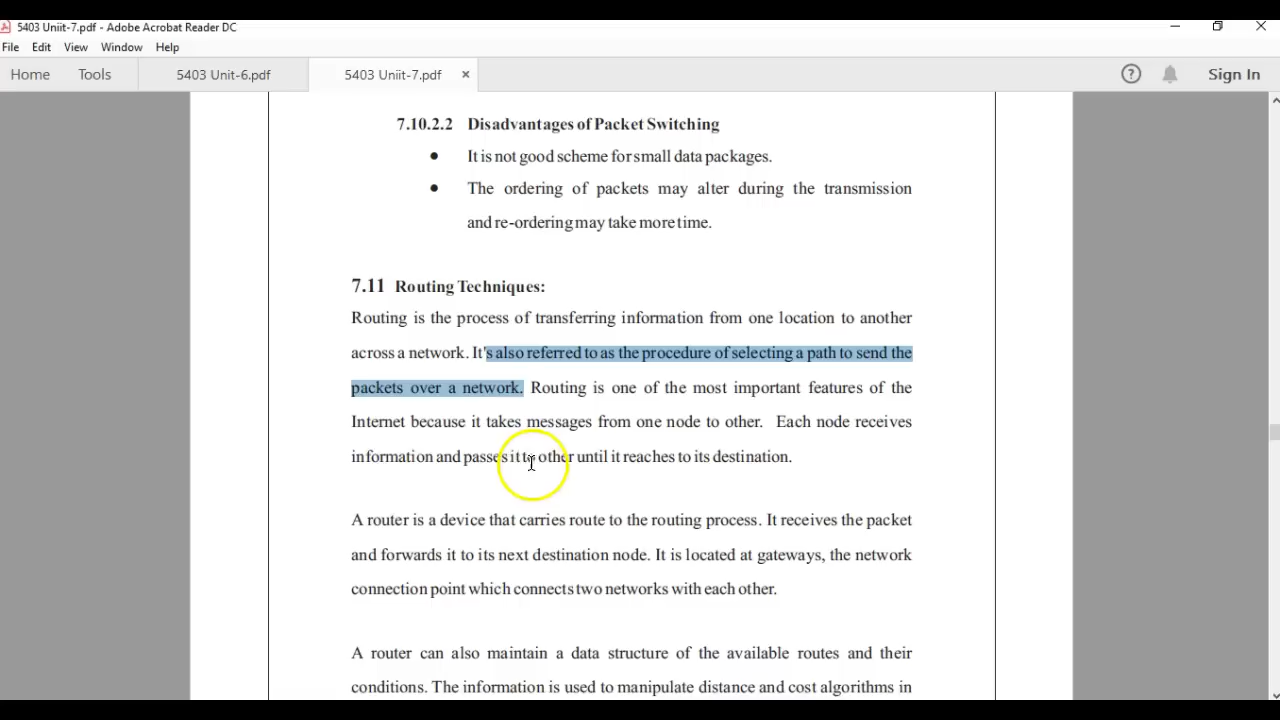 5403 Uniit-7.pdf - Adobe Acrobat Reader DC
File Edit View Window Help
Home Tools 5403 Unit-6.pdf 5403 Uniit-7.pdf × ? Sign In
7.10.2.2 Disadvantages of Packet Switching
• It is not good scheme for small data packages.
• The ordering of packets may alter during the transmission
and re-ordering may take more time.
7.11 Routing Techniques:
Routing is the process of transferring information from one location to another
across a network. It's also referred to as the procedure of selecting a path to send the
packets over a network. Routing is one of the most important features of the
Internet because it takes messages from one node to other. Each node receives
information and passes it to other until it reaches to its destination.
A router is a device that carries route to the routing process. It receives the packet
and forwards it to its next destination node. It is located at gateways, the network
connection point which connects two networks with each other.
A router can also maintain a data structure of the available routes and their
conditions. The information is used to manipulate distance and cost algorithms in